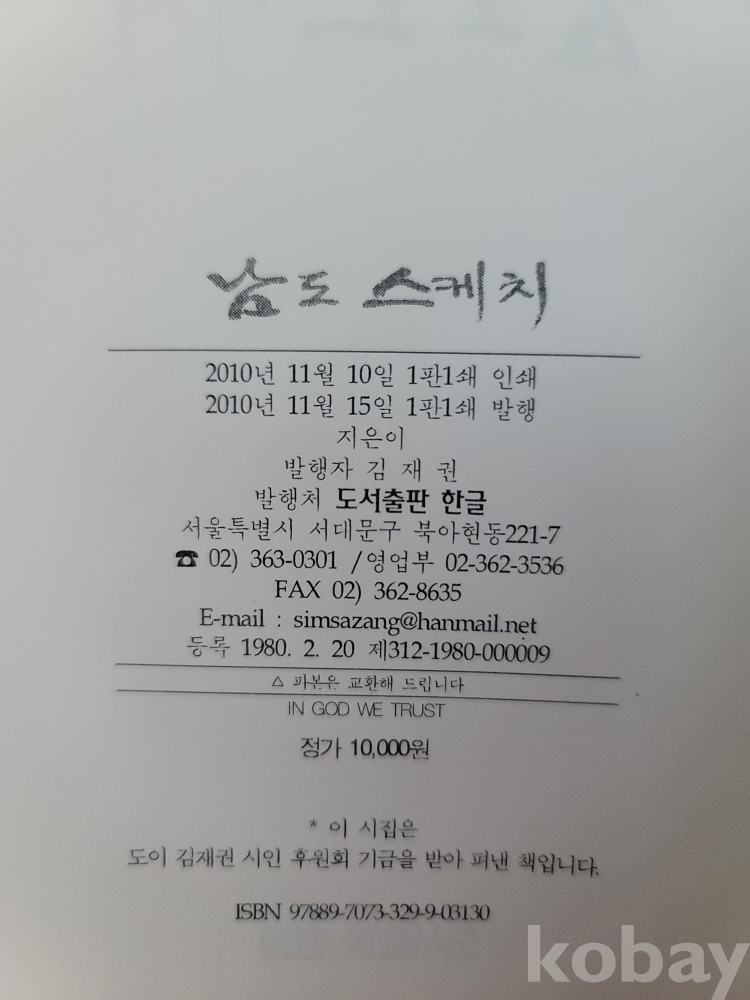 남도 스케치
2010년 11월 10일 1판1쇄 인쇄
2010년 11월 15일 1판1쇄 발행
지은이
발행자 김 재 권
발행처 도서출판 한글
서울특별시 서대문구 북아현동221-7
☎ 02) 363-0301 /영업부 02-362-3536
FAX 02) 362-8635
E-mail : simsazang@hanmail.net
등록 1980. 2. 20 제312-1980-000009
△ 파본은 교환해 드립니다
IN GOD WE TRUST
정가 10,000원
* 이 시집은
도이 김재권 시인 후원회 기금을 받아 펴낸 책입니다.
ISBN 97889-7073-329-9-03130
kobay